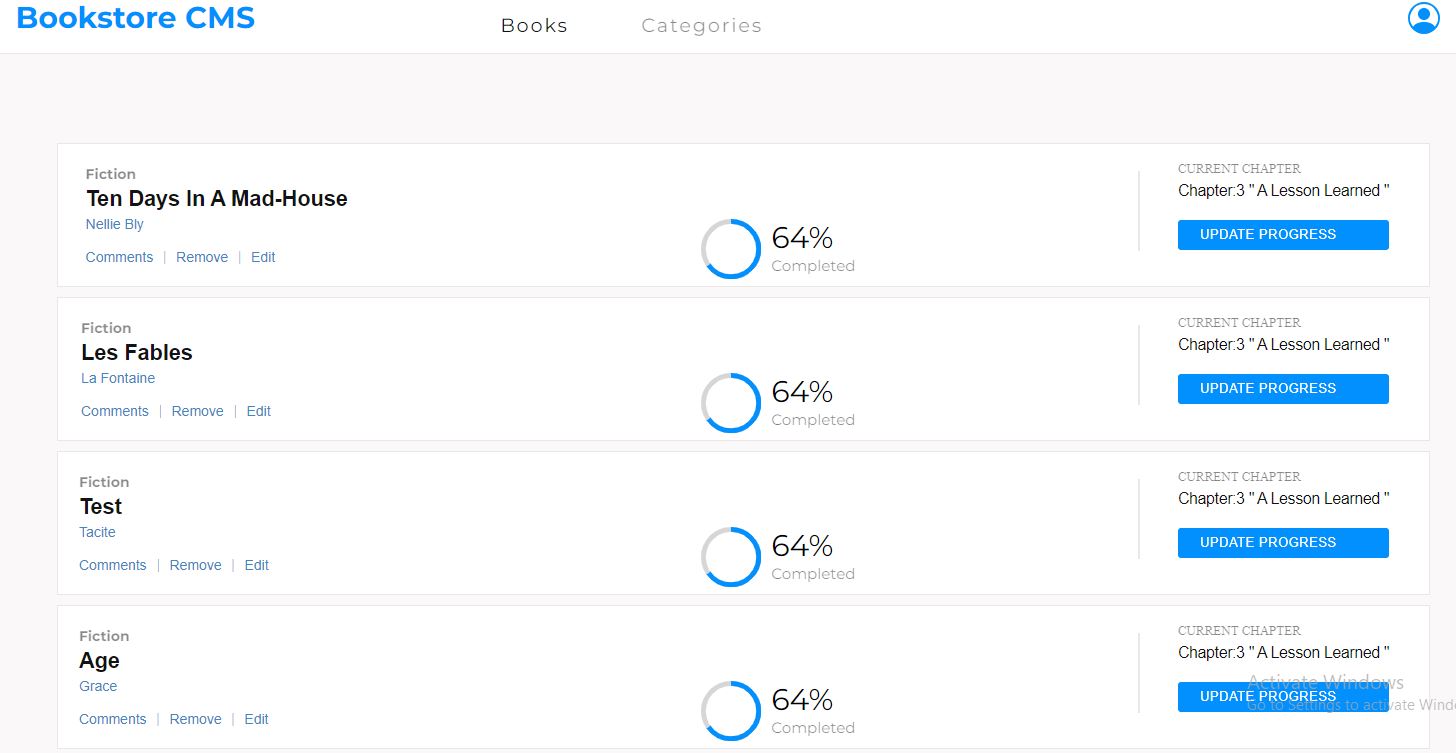 Bookstore CMS
Books Categories
Fiction
Ten Days In A Mad-House
Nellie Bly
Comments | Remove | Edit
64%
Completed
CURRENT CHAPTER
Chapter:3 " A Lesson Learned "
UPDATE PROGRESS
Fiction
Les Fables
La Fontaine
Comments | Remove | Edit
64%
Completed
CURRENT CHAPTER
Chapter:3 " A Lesson Learned "
UPDATE PROGRESS
Fiction
Test
Tacite
Comments | Remove | Edit
64%
Completed
CURRENT CHAPTER
Chapter:3 " A Lesson Learned "
UPDATE PROGRESS
Fiction
Age
Grace
Comments | Remove | Edit
64%
Completed
CURRENT CHAPTER
Chapter:3 " A Lesson Learned "
UPDATE PROGRESS
Activate Windows
Go to Settings to activate Wind